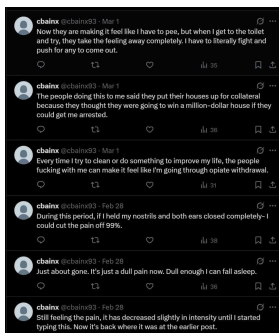 cbainx @cbainx93 · Mar 1
Now they are making it feel like I have to pee, but when I get to the toilet
and try, they take the feeling away completely. I have to literally fight and
push for any to come out.
35
cbainx @cbainx93 · Mar 1
The people doing this to me said they put their houses up for collateral
because they thought they were going to win a million-dollar house if they
could get me arrested.
36
cbainx @cbainx93 · Mar 1
Every time I try to clean or do something to improve my life, the people
fucking with me can make it feel like I'm going through opiate withdrawal.
31
cbainx @cbainx93 · Feb 28
During this period, if I held my nostrils and both ears closed completely- I
could cut the pain off 99%.
38
cbainx @cbainx93 · Feb 28
Just about gone. It's just a dull pain now. Dull enough I can fall asleep.
36
cbainx @cbainx93 · Feb 28
Still feeling the pain, it has decreased slightly in intensity until I started
typing this. Now it's back where it was at the earlier post.